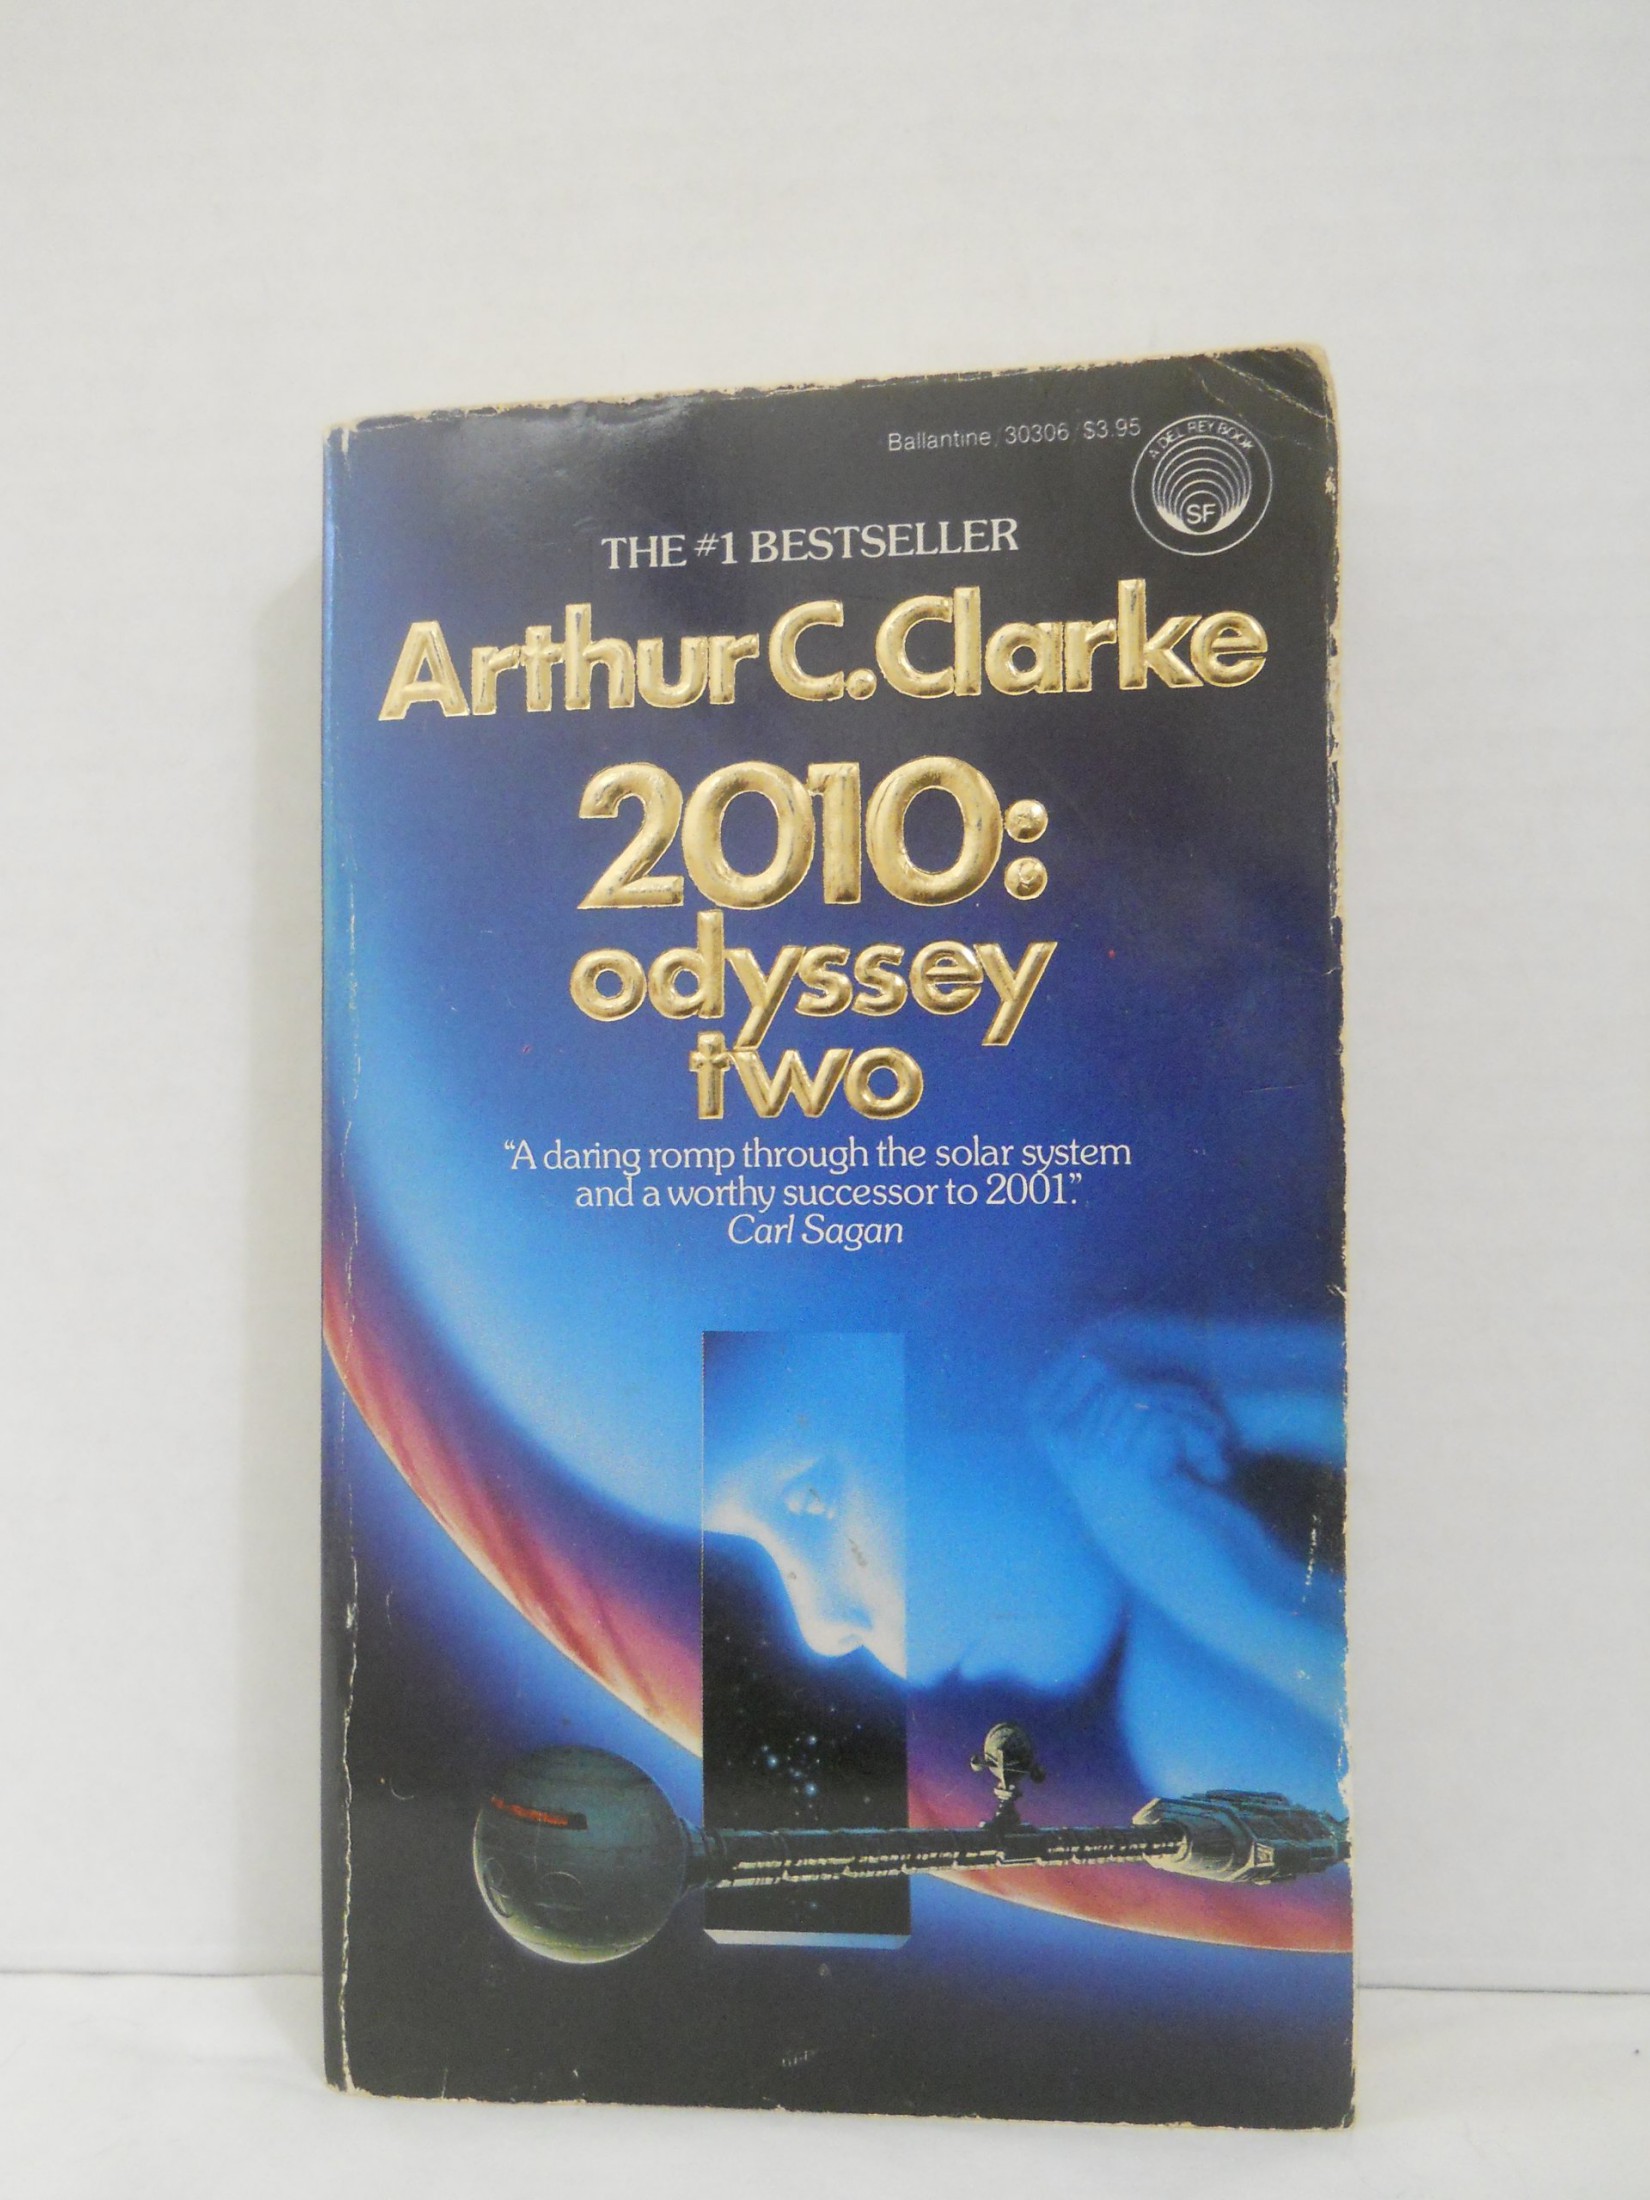 Ballantine/30306/$3.95
A DEL REY BOOK
SF
THE #1 BESTSELLER
Arthur C. Clarke
2010:
odyssey
two
“A daring romp through the solar system
and a worthy successor to 2001.”
Carl Sagan